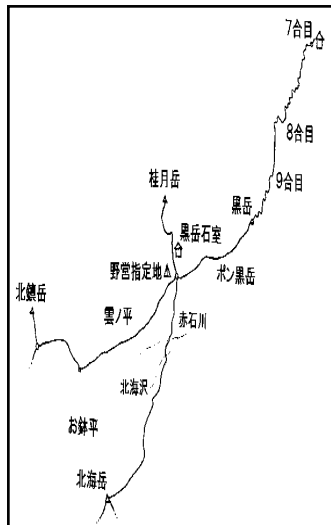 7合目
8合目
9合目
桂月岳
黒岳
黒岳石室
野営指定地
ポン黒岳
北鎮岳
雲ノ平
赤石川
北海沢
お鉢平
北海岳